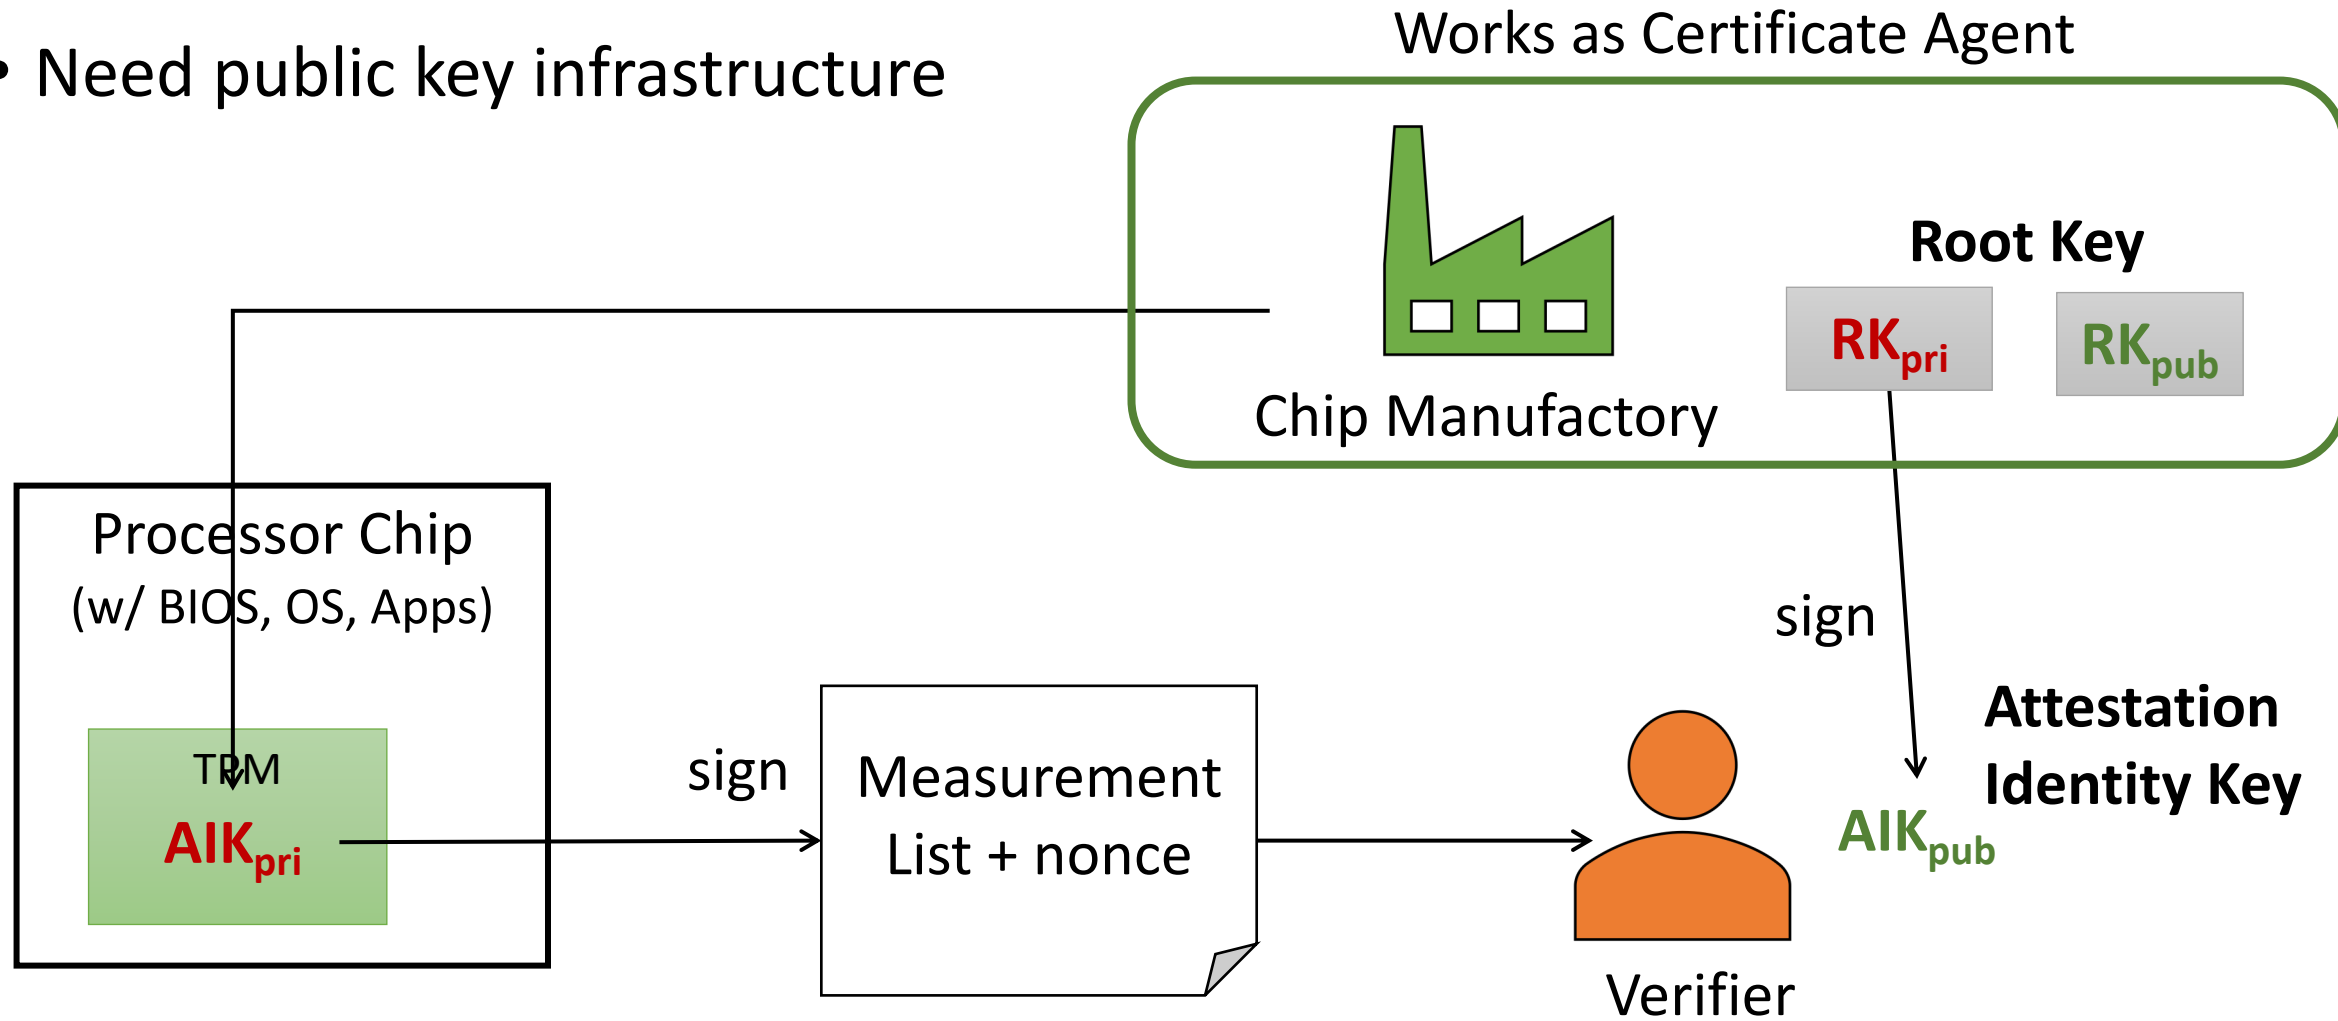 • Need public key infrastructure
Works as Certificate Agent
Chip Manufactory
Root Key
RKpri
RKpub
Processor Chip
(w/ BIOS, OS, Apps)
TPM
AIKpri
sign
Measurement
List + nonce
Verifier
sign
Attestation
Identity Key
AIKpub